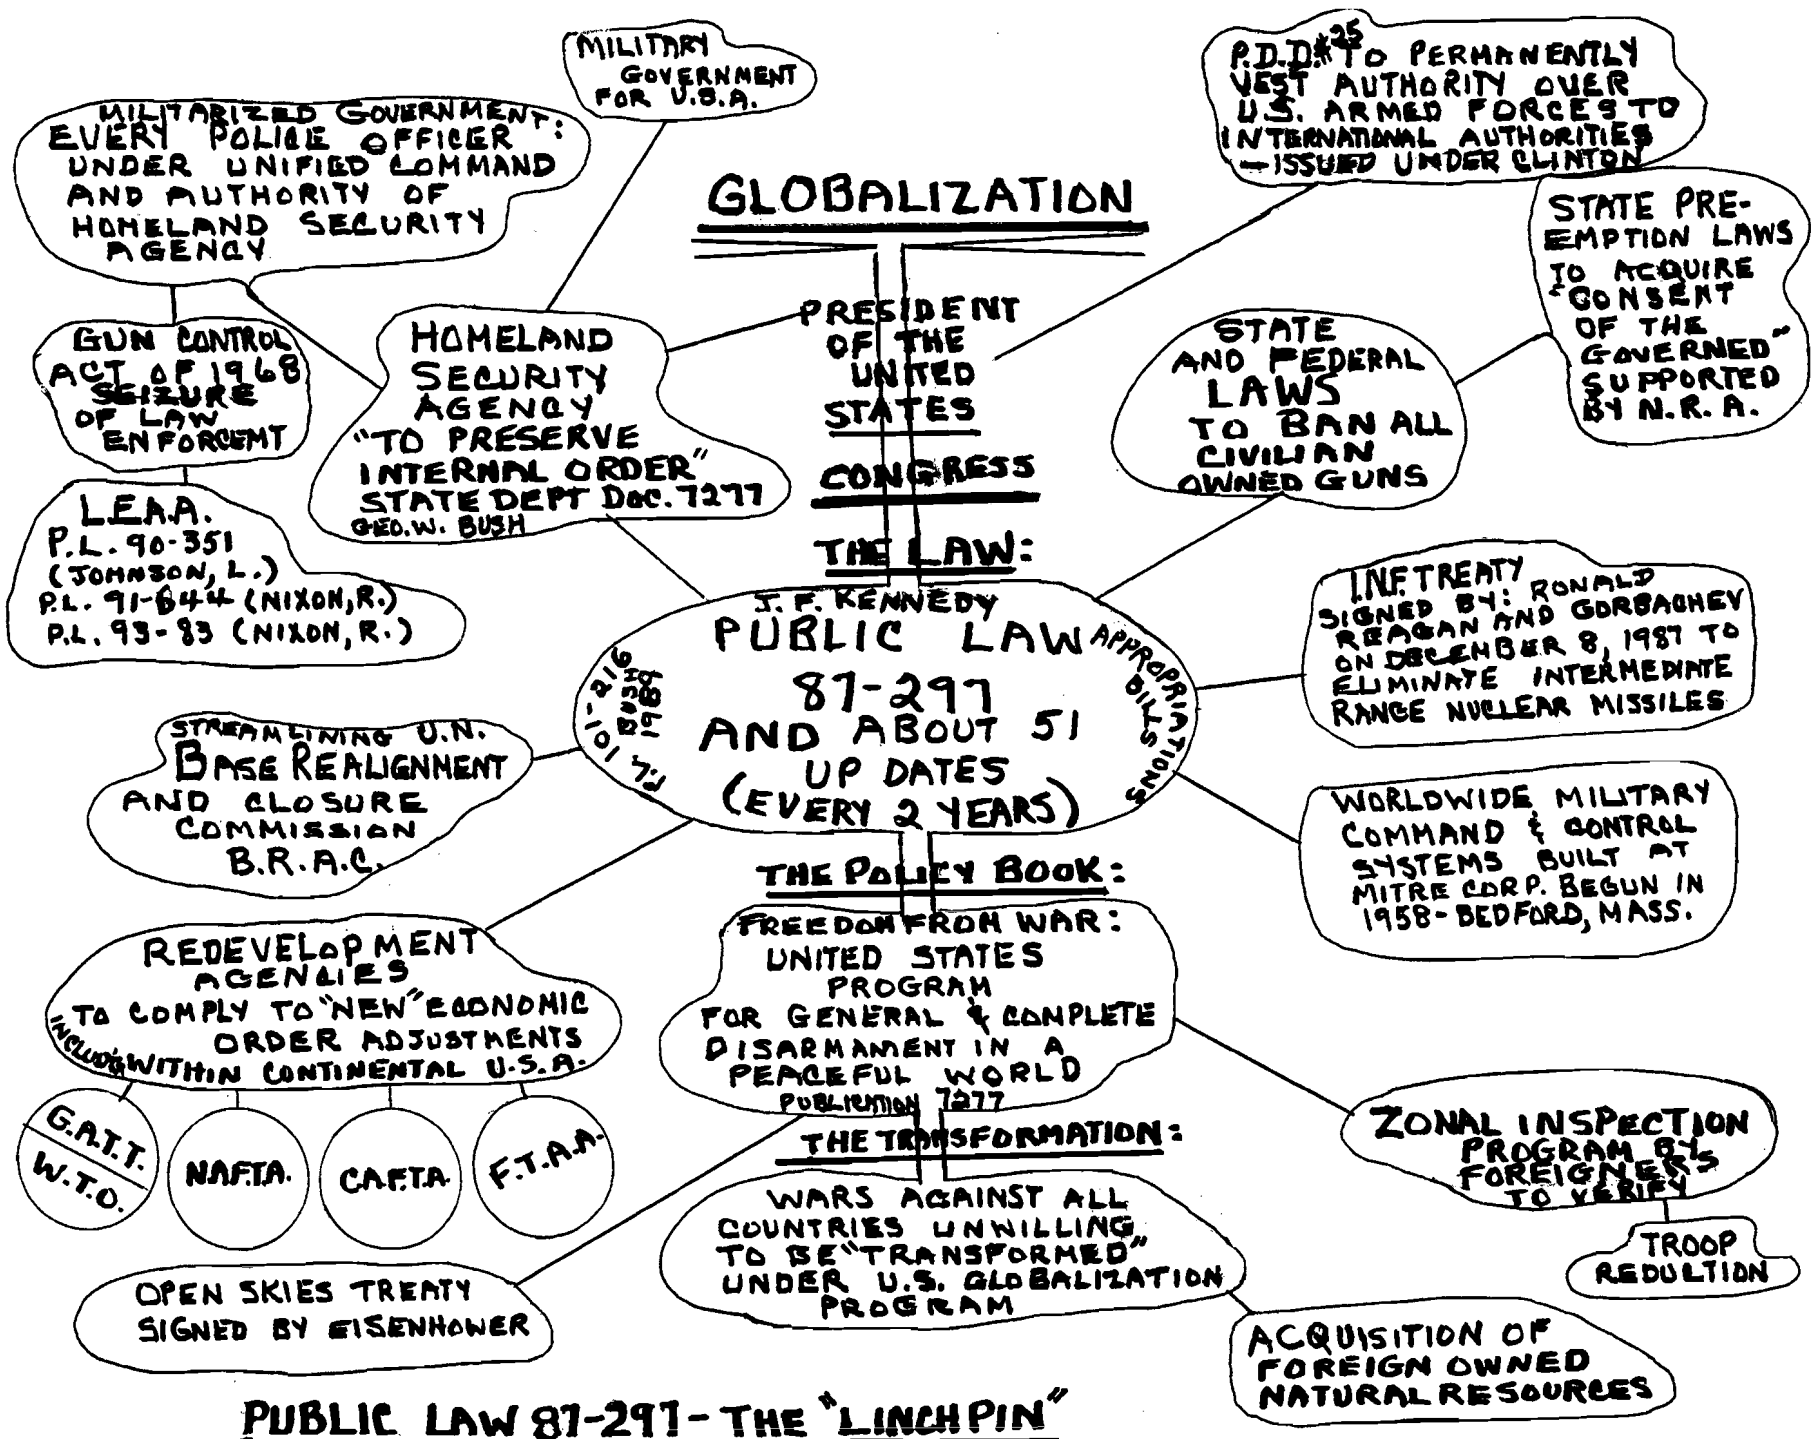 MILITARY
GOVERNMENT
FOR U.S.A.
P.D.D.#25 TO PERMANENTLY
VEST AUTHORITY OVER
U.S. ARMED FORCES TO
INTERNATIONAL AUTHORITIES
-ISSUED UNDER CLINTON
MILITARIZED GOVERNMENT:
EVERY POLICE OFFICER
UNDER UNIFIED COMMAND
AND AUTHORITY OF
HOMELAND SECURITY
AGENCY
GLOBALIZATION
STATE PRE-
EMPTION LAWS
TO ACQUIRE
"CONSENT
OF THE
GOVERNED"
SUPPORTED
BY N.R.A.
GUN CONTROL
ACT OF 1968
SEIZURE
OF LAW
ENFORCEMT
HOMELAND
SECURITY
AGENCY
"TO PRESERVE
INTERNAL ORDER"
STATE DEPT DOC. 7277
GEO. W. BUSH
PRESIDENT
OF THE
UNITED
STATES
CONGRESS
STATE
AND FEDERAL
LAWS
TO BAN ALL
CIVILIAN
OWNED GUNS
L.E.A.A.
P.L. 90-351
(JOHNSON, L.)
P.L. 91-644 (NIXON, R.)
P.L. 93-83 (NIXON, R.)
THE LAW:
J. F. KENNEDY
PUBLIC LAW
87-297
AND ABOUT 51
UP DATES
(EVERY 2 YEARS)
P.L. 101-216
BUSH
1989
APPROPRIATIONS
BILLS
I.N.F. TREATY
SIGNED BY: RONALD
REAGAN AND GORBACHEV
ON DECEMBER 8, 1987 TO
ELIMINATE INTERMEDIATE
RANGE NUCLEAR MISSILES
STREAMLINING U.N.
BASE REALIGNMENT
AND CLOSURE
COMMISSION
B.R.A.C.
WORLDWIDE MILITARY
COMMAND & CONTROL
SYSTEMS BUILT AT
MITRE CORP. BEGUN IN
1958-BEDFORD, MASS.
THE POLICY BOOK:
FREEDOM FROM WAR:
UNITED STATES
PROGRAM
FOR GENERAL & COMPLETE
DISARMAMENT IN A
PEACEFUL WORLD
PUBLICATION 7277
REDEVELOPMENT
AGENCIES
TO COMPLY TO "NEW" ECONOMIC
ORDER ADJUSTMENTS
INCLUD'G WITHIN CONTINENTAL U.S.A.
G.A.T.T.
W.T.O.
N.A.F.T.A.
C.A.F.T.A.
F.T.A.A.
THE TRANSFORMATION:
ZONAL INSPECTION
PROGRAM BY
FOREIGNERS
TO VERIFY
TROOP
REDUCTION
WARS AGAINST ALL
COUNTRIES UNWILLING
TO BE "TRANSFORMED"
UNDER U.S. GLOBALIZATION
PROGRAM
OPEN SKIES TREATY
SIGNED BY EISENHOWER
ACQUISITION OF
FOREIGN OWNED
NATURAL RESOURCES
PUBLIC LAW 87-297-THE "LINCHPIN"